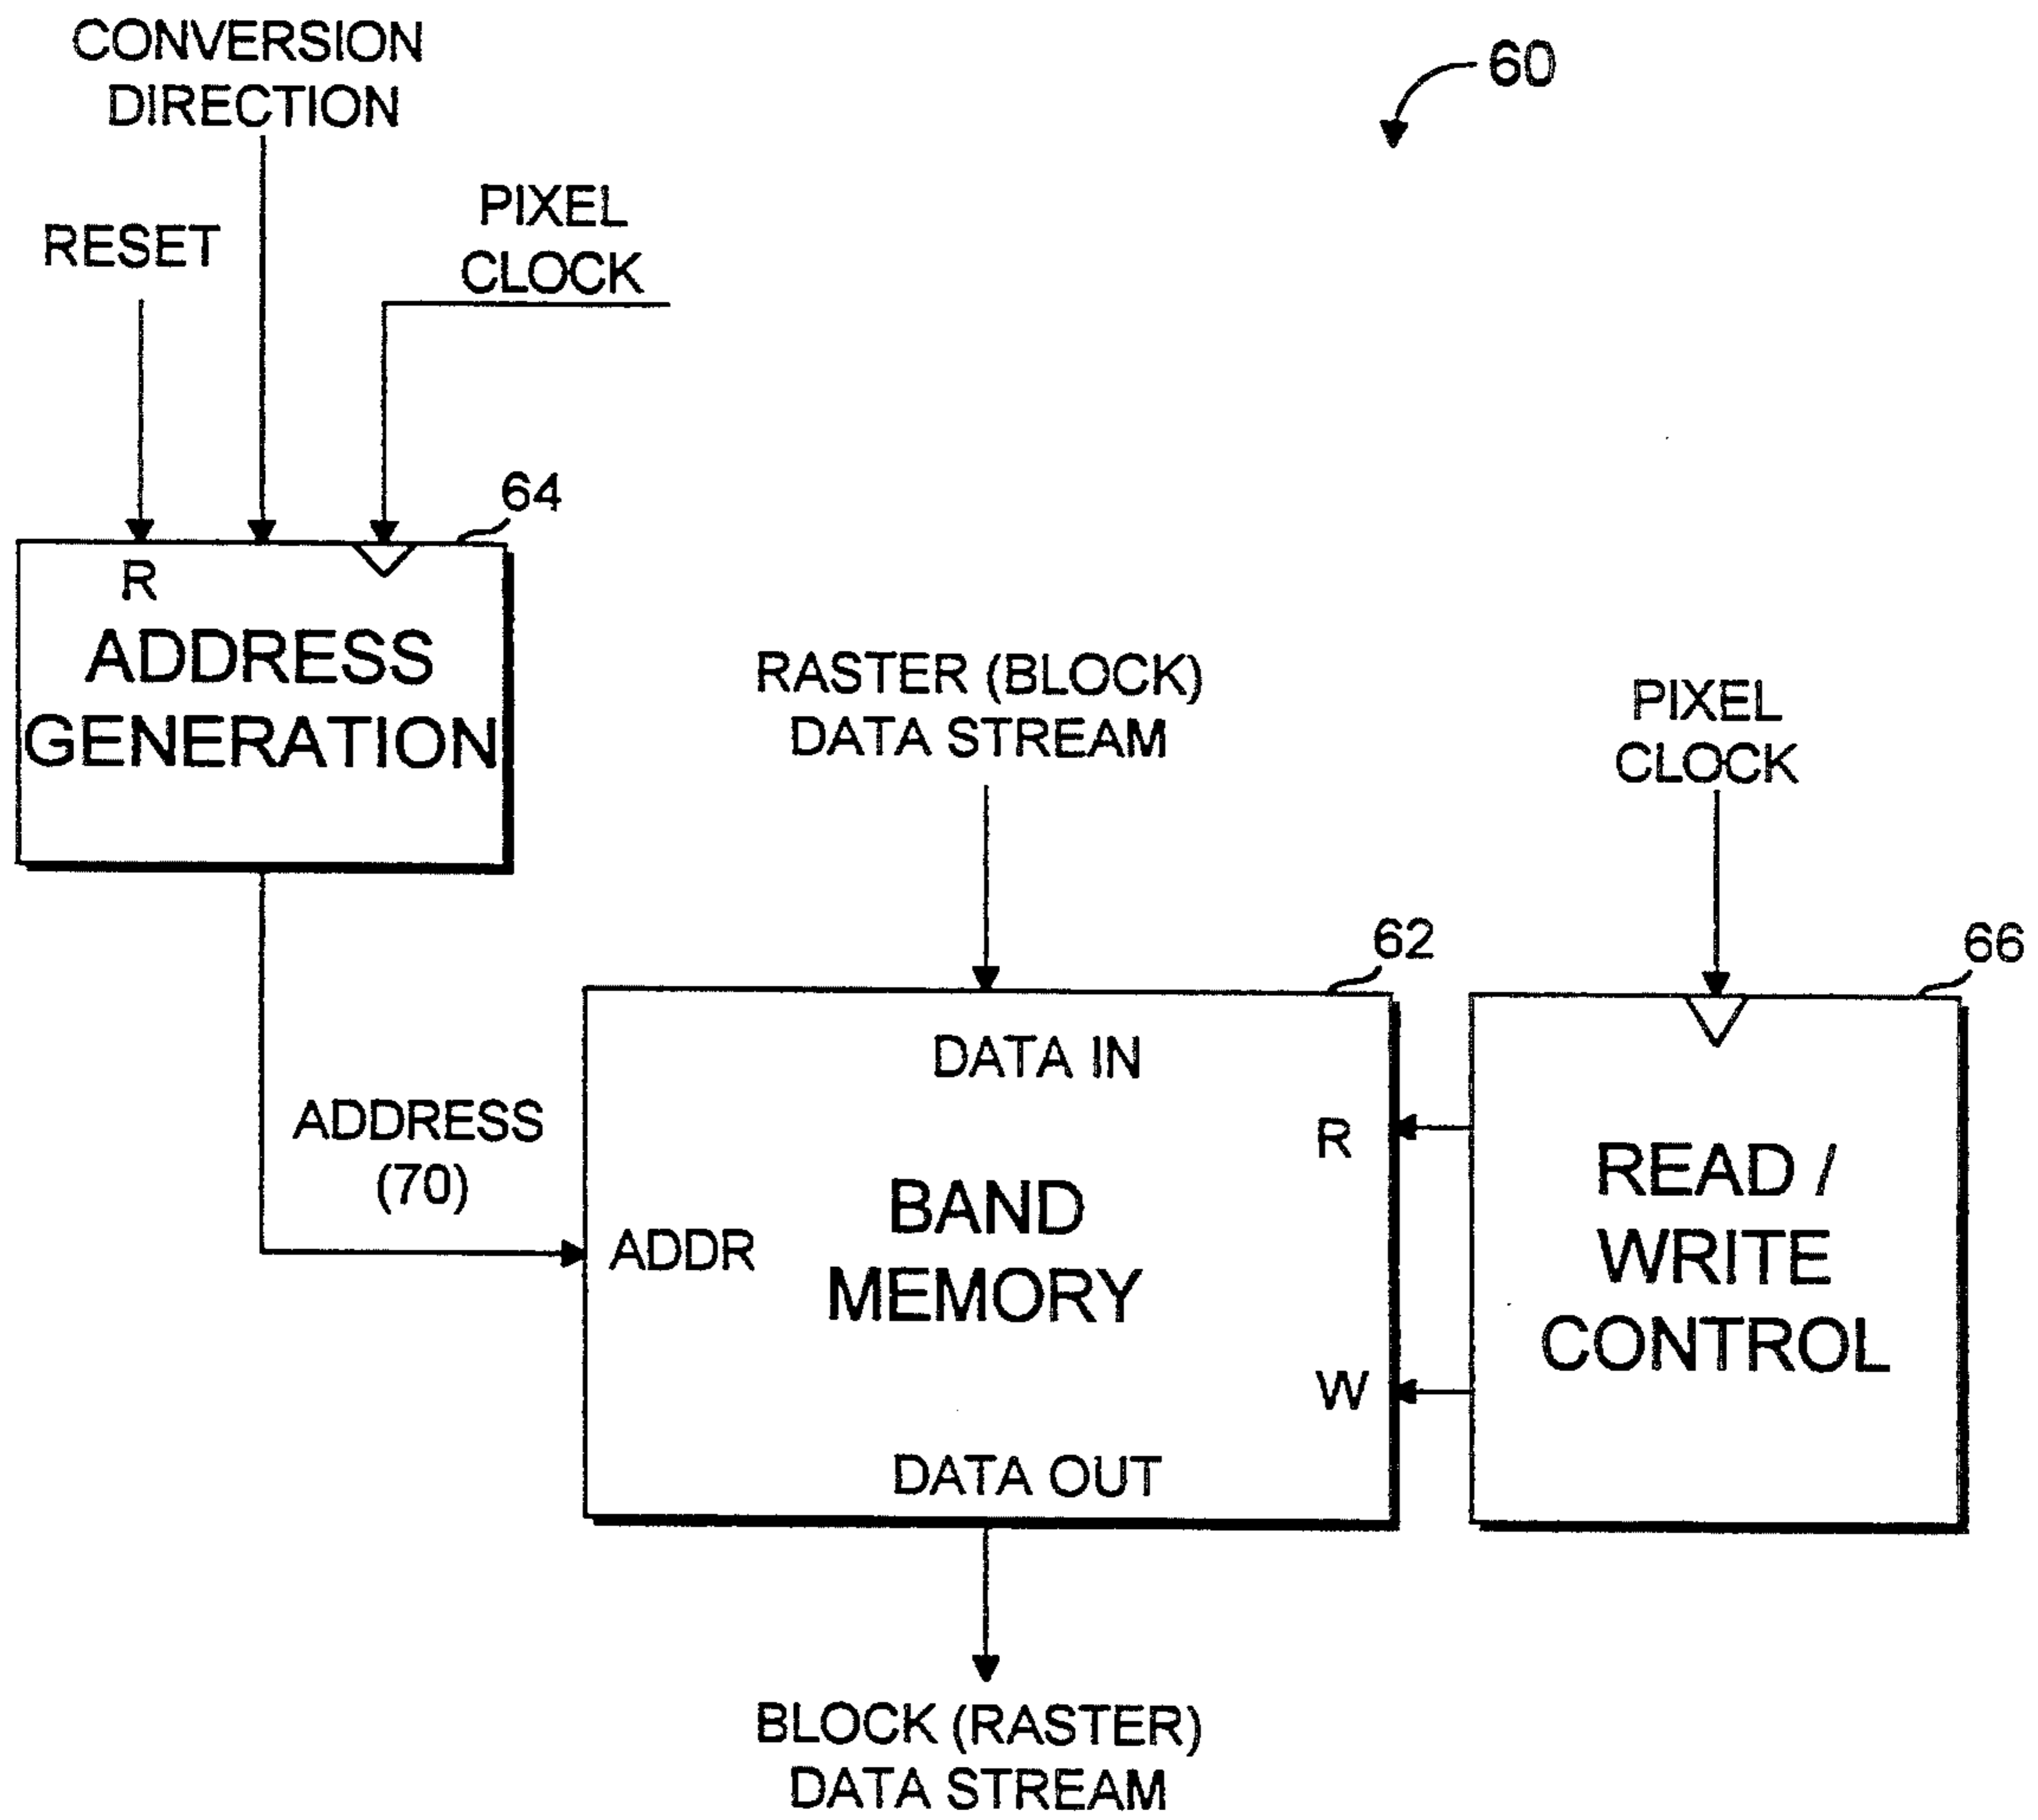 CONVERSION
DIRECTION
60
PIXEL
CLOCK
RESET
64
R
ADDRESS
GENERATION
RASTER (BLOCK)
DATA STREAM
PIXEL
CLOCK
62
66
DATA IN
ADDRESS
(70)
R
READ /
WRITE
CONTROL
BAND
MEMORY
ADDR
W
DATA OUT
BLOCK (RASTER)
DATA STREAM